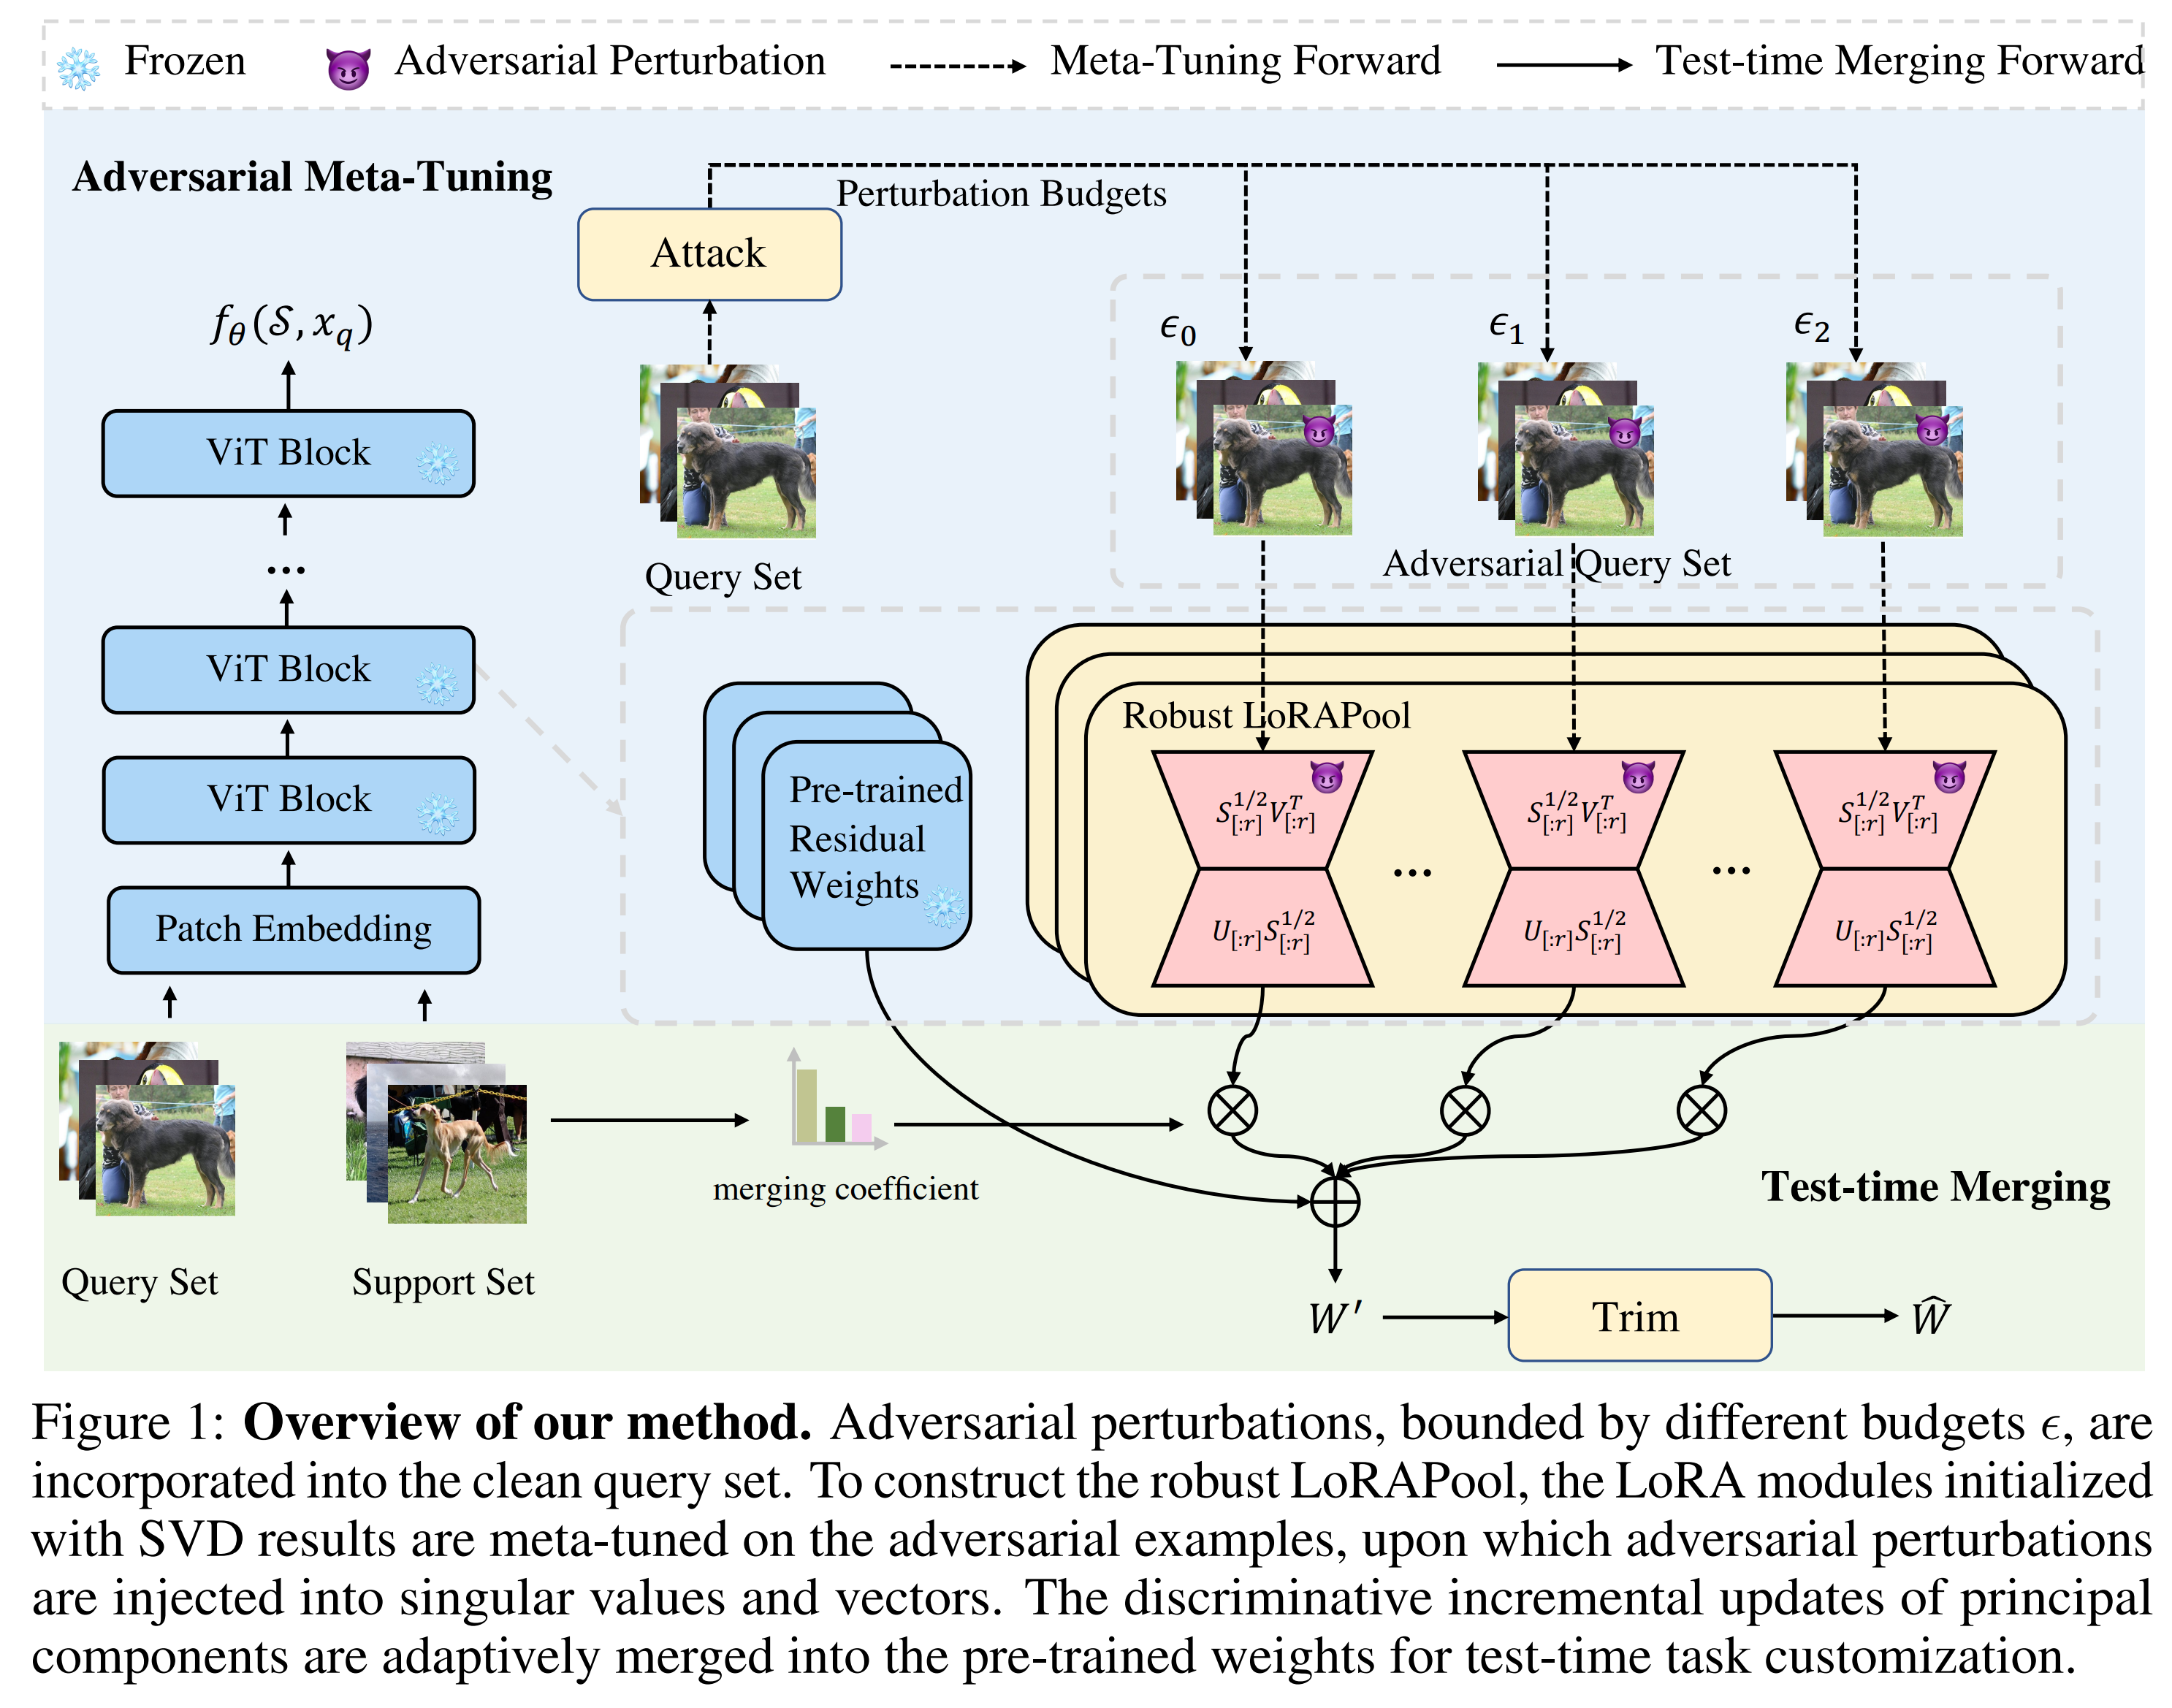 Frozen
Adversarial Perturbation
Meta-Tuning Forward
Test-time Merging Forward
Adversarial Meta-Tuning
Perturbation Budgets
Attack
$f_\theta(\mathcal{S}, x_q)$
$\epsilon_0$
$\epsilon_1$
$\epsilon_2$
ViT Block
Query Set
Adversarial Query Set
...
ViT Block
ViT Block
Patch Embedding
Pre-trained
Residual
Weights
Robust LoRAPool
$S_{[:r]}^{1/2} V_{[:r]}^T$
$S_{[:r]}^{1/2} V_{[:r]}^T$
$S_{[:r]}^{1/2} V_{[:r]}^T$
...
...
$U_{[:r]} S_{[:r]}^{1/2}$
$U_{[:r]} S_{[:r]}^{1/2}$
$U_{[:r]} S_{[:r]}^{1/2}$
Query Set
Support Set
merging coefficient
Test-time Merging
$W'$
Trim
$\widehat{W}$
Figure 1: Overview of our method. Adversarial perturbations, bounded by different budgets $\epsilon$, are
incorporated into the clean query set. To construct the robust LoRAPool, the LoRA modules initialized
with SVD results are meta-tuned on the adversarial examples, upon which adversarial perturbations
are injected into singular values and vectors. The discriminative incremental updates of principal
components are adaptively merged into the pre-trained weights for test-time task customization.